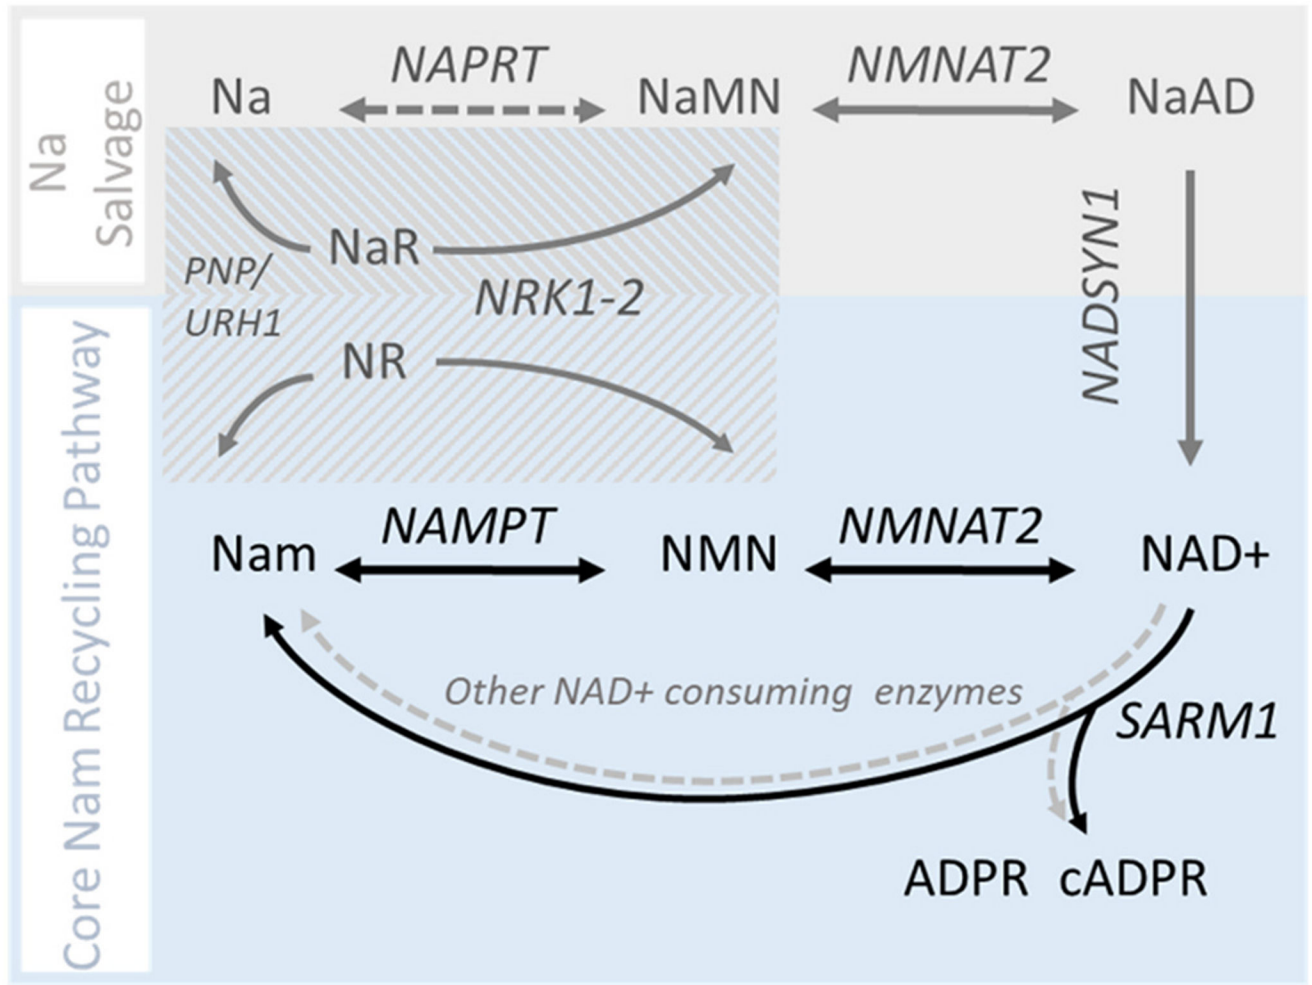 Na
Salvage
NAPRT
NMNAT2
Na
NaMN
NaAD
NaR
PNP/
URH1
NRK1-2
NR
NADSYN1
Core Nam Recycling Pathway
NAMPT
NMNAT2
Nam
NMN
NAD+
Other NAD+ consuming enzymes
SARM1
ADPR cADPR